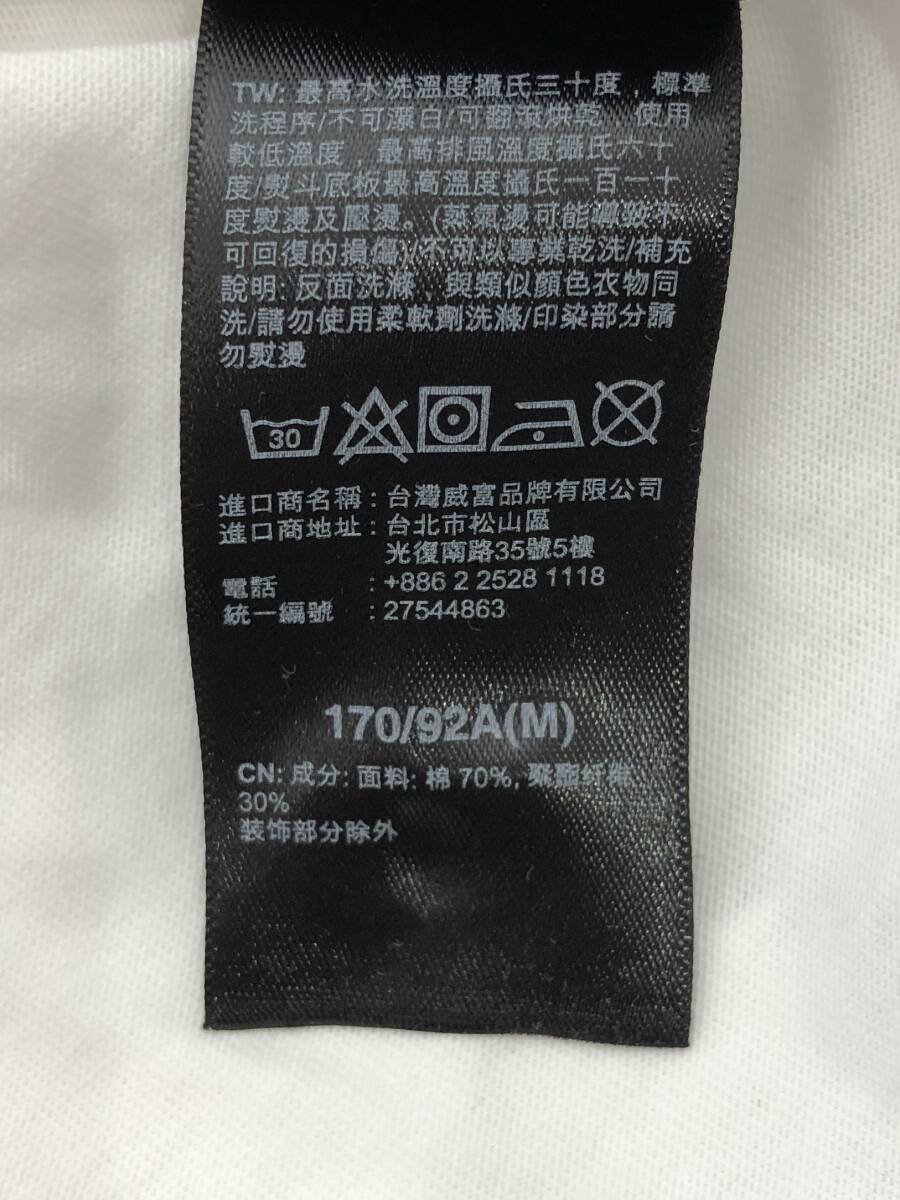 TW: 最高水洗溫度攝氏三十度，標準
洗程序/不可漂白/可翻滾烘乾，使用
較低溫度，最高排風溫度攝氏六十
度/熨斗底板最高溫度攝氏一百一十
度熨燙及壓燙。(蒸氣燙可能導致不
可回復的損傷)/不可以專業乾洗/補充
說明: 反面洗滌，與類似顏色衣物同
洗/請勿使用柔軟劑洗滌/印染部分請
勿熨燙
30
進口商名稱 : 台灣威富品牌有限公司
進口商地址 : 台北市松山區
光復南路35號5樓
電話 : +886 2 2528 1118
統一編號 : 27544863
170/92A(M)
CN: 成分: 面料: 棉 70%, 聚酯纤维
30%
装饰部分除外